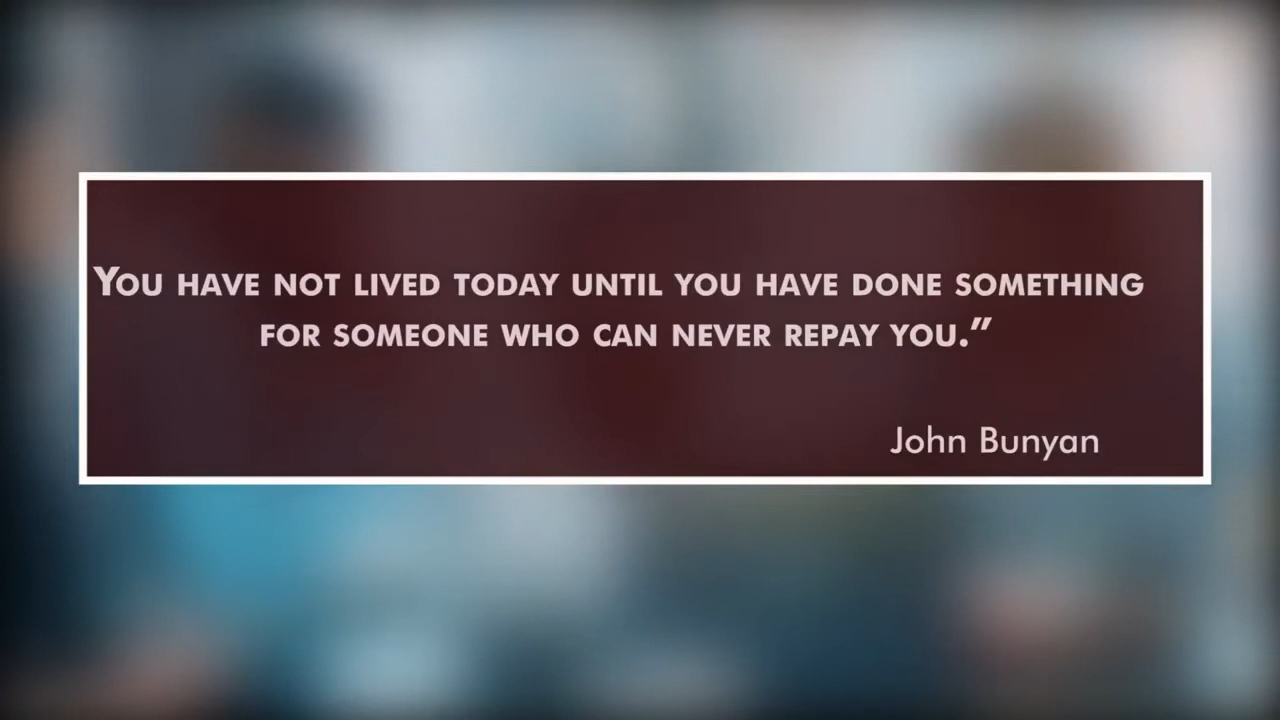 You have not lived today until you have done something
for someone who can never repay you.”
John Bunyan